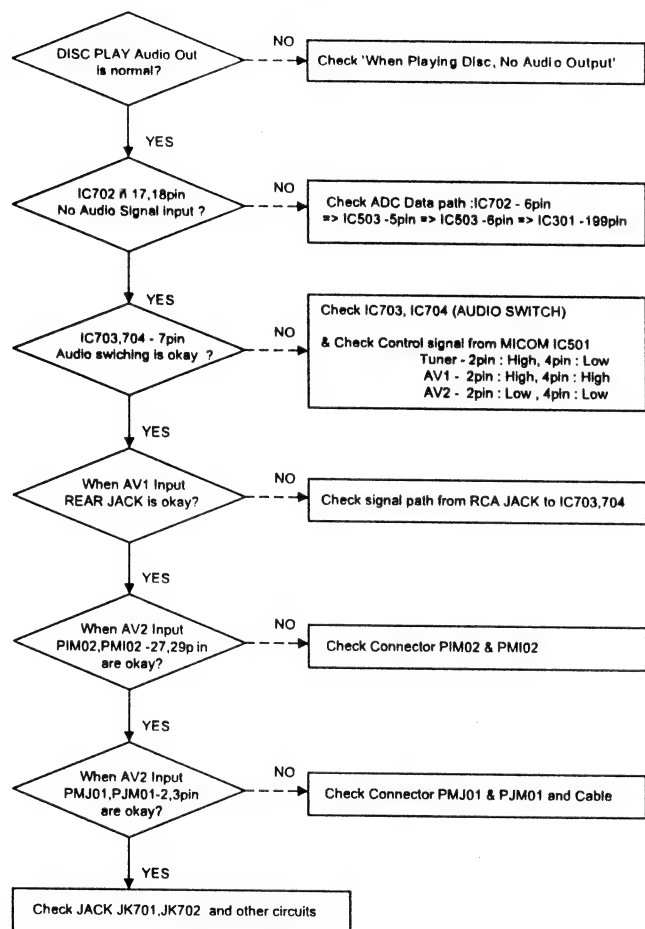 DISC PLAY Audio Out
is normal?
NO
Check 'When Playing Disc, No Audio Output'
YES
IC702 ñ 17,18pin
No Audio Signal input ?
NO
Check ADC Data path :IC702 - 6pin
=> IC503 -5pin => IC503 -6pin => IC301 -199pin
YES
IC703,704 - 7pin
Audio swiching is okay ?
NO
Check IC703, IC704 (AUDIO SWITCH)
& Check Control signal from MICOM IC501
Tuner - 2pin : High, 4pin : Low
AV1 - 2pin : High, 4pin : High
AV2 - 2pin : Low , 4pin : Low
YES
When AV1 Input
REAR JACK is okay?
NO
Check signal path from RCA JACK to IC703,704
YES
When AV2 Input
PIM02,PMI02 -27,29p in
are okay?
NO
Check Connector PIM02 & PMI02
YES
When AV2 Input
PMJ01,PJM01-2,3pin
are okay?
NO
Check Connector PMJ01 & PJM01 and Cable
YES
Check JACK JK701,JK702 and other circuits